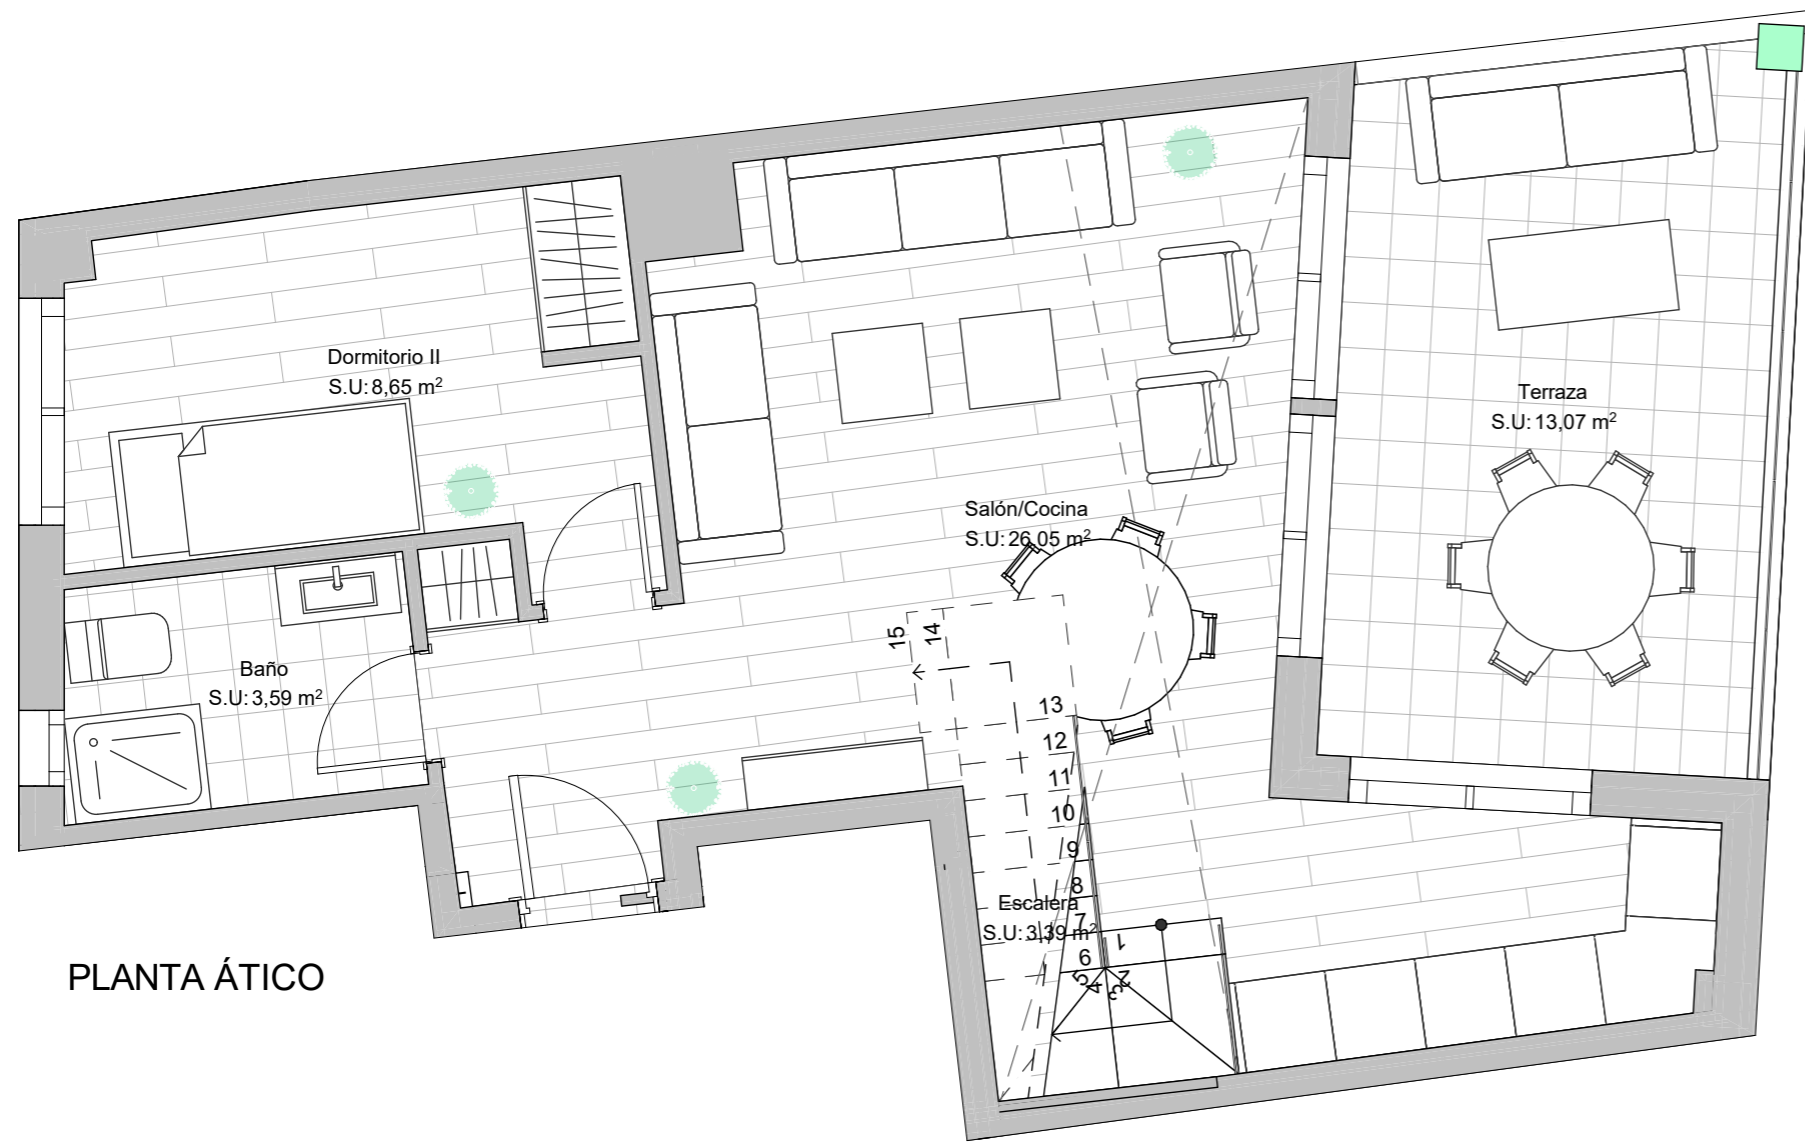 Dormitorio II
S.U: 8,65 m²
Terraza
S.U: 13,07 m²
Salón/Cocina
S.U: 26,05 m²
Baño
S.U: 3,59 m²
15
14
13
12
11
10
9
8
Escalera
7
S.U: 3,39 m²
1
6
5
4
3
2
PLANTA ÁTICO